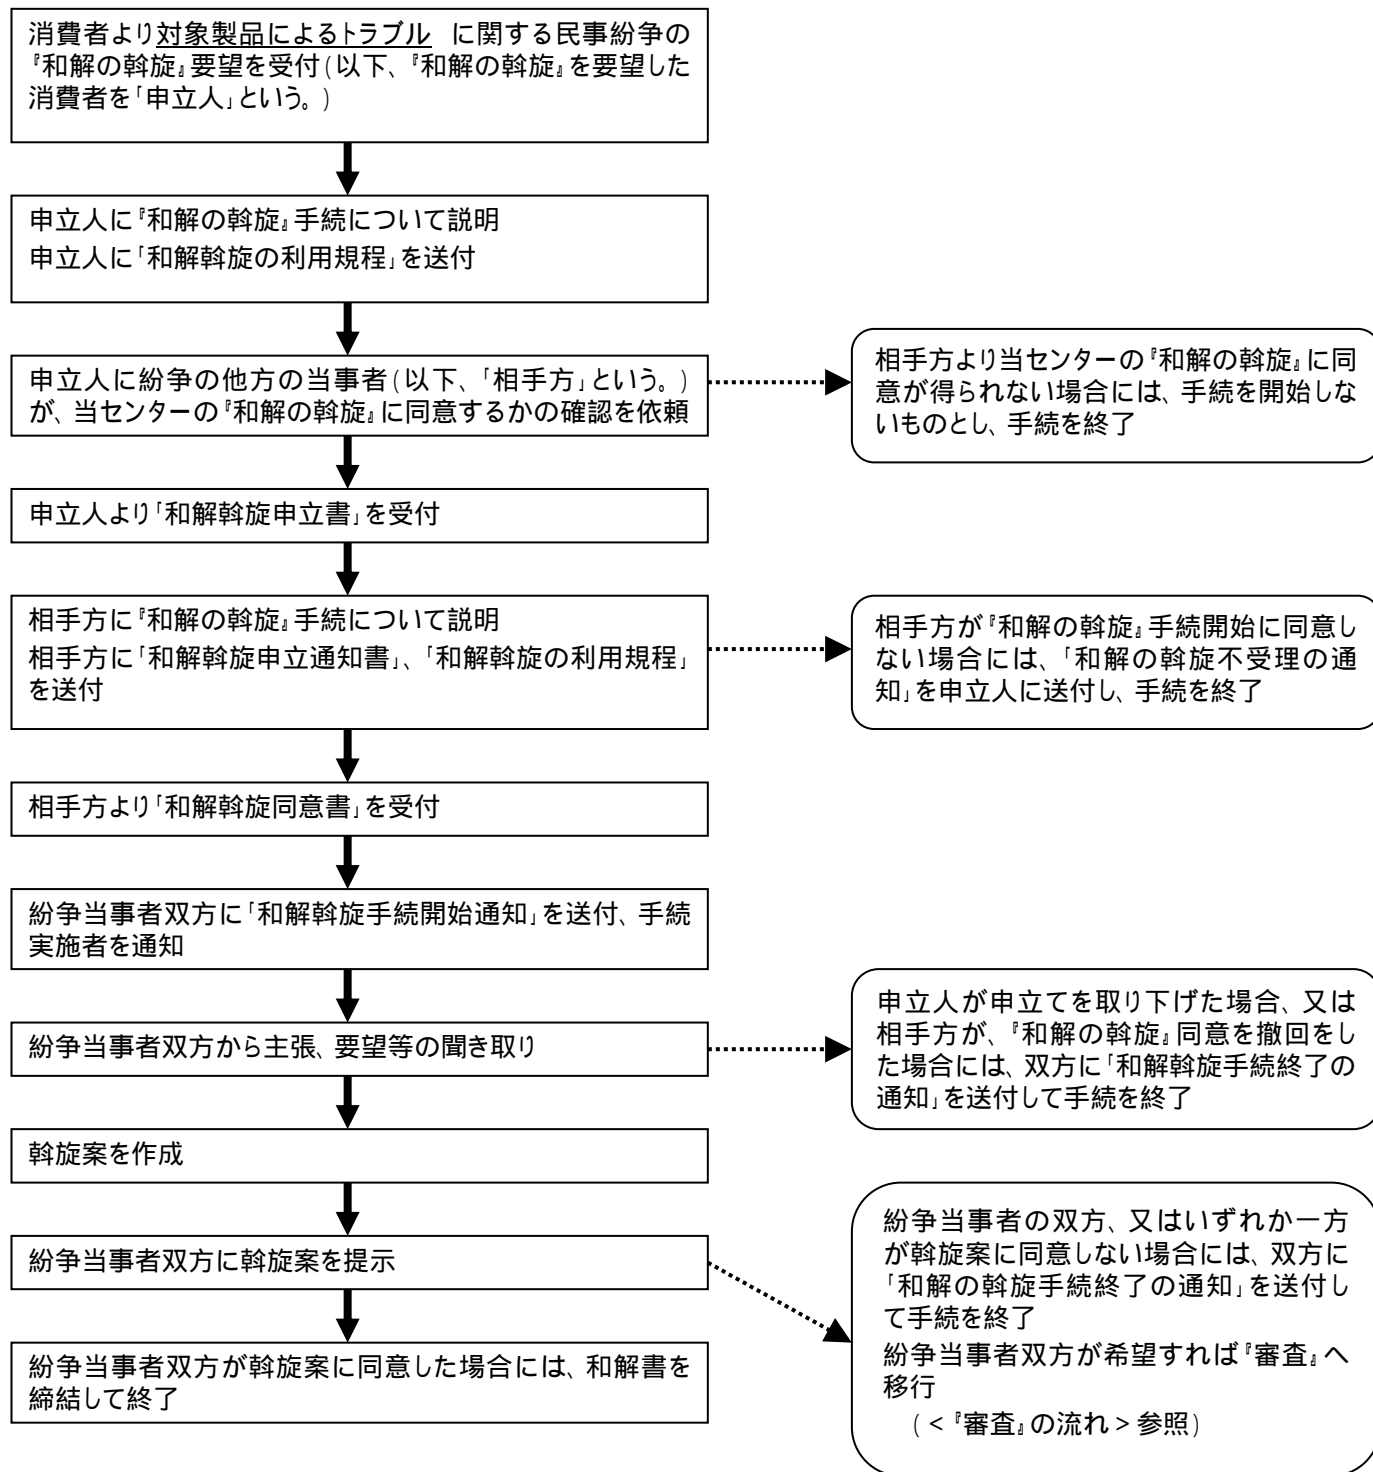 消費者より対象製品によるトラブル に関する民事紛争の
『和解の斡旋』要望を受付(以下、『和解の斡旋』を要望した
消費者を「申立人」という。)
申立人に『和解の斡旋』手続について説明
申立人に「和解斡旋の利用規程」を送付
申立人に紛争の他方の当事者(以下、「相手方」という。)
が、当センターの『和解の斡旋』に同意するかの確認を依頼
相手方より当センターの『和解の斡旋』に同
意が得られない場合には、手続を開始しな
いものとし、手続を終了
申立人より「和解斡旋申立書」を受付
相手方に『和解の斡旋』手続について説明
相手方に「和解斡旋申立通知書」、「和解斡旋の利用規程」
を送付
相手方が『和解の斡旋』手続開始に同意し
ない場合には、「和解の斡旋不受理の通
知」を申立人に送付し、手続を終了
相手方より「和解斡旋同意書」を受付
紛争当事者双方に「和解斡旋手続開始通知」を送付、手続
実施者を通知
紛争当事者双方から主張、要望等の聞き取り
申立人が申立てを取り下げた場合、又は
相手方が、『和解の斡旋』同意を撤回をし
た場合には、双方に「和解斡旋手続終了の
通知」を送付して手続を終了
斡旋案を作成
紛争当事者双方に斡旋案を提示
紛争当事者の双方、又はいずれか一方
が斡旋案に同意しない場合には、双方に
「和解の斡旋手続終了の通知」を送付し
て手続を終了
紛争当事者双方が希望すれば『審査』へ
移行
(<『審査』の流れ>参照)
紛争当事者双方が斡旋案に同意した場合には、和解書を
締結して終了